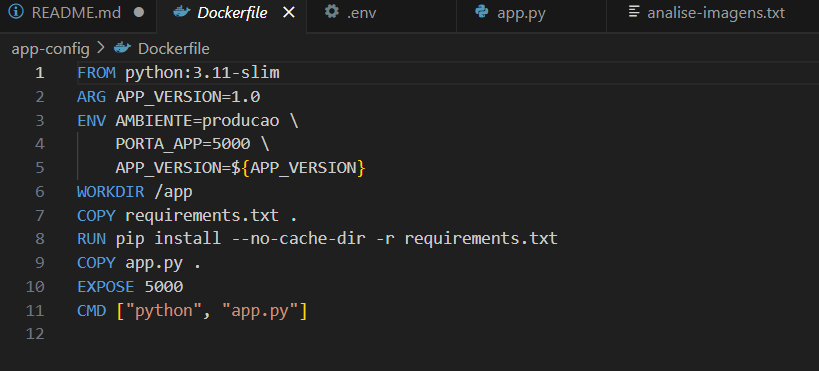 README.md Dockerfile .env app.py analise-imagens.txt
app-config > Dockerfile
1 FROM python:3.11-slim
2 ARG APP_VERSION=1.0
3 ENV AMBIENTE=producao \
4     PORTA_APP=5000 \
5     APP_VERSION=${APP_VERSION}
6 WORKDIR /app
7 COPY requirements.txt .
8 RUN pip install --no-cache-dir -r requirements.txt
9 COPY app.py .
10 EXPOSE 5000
11 CMD ["python", "app.py"]
12